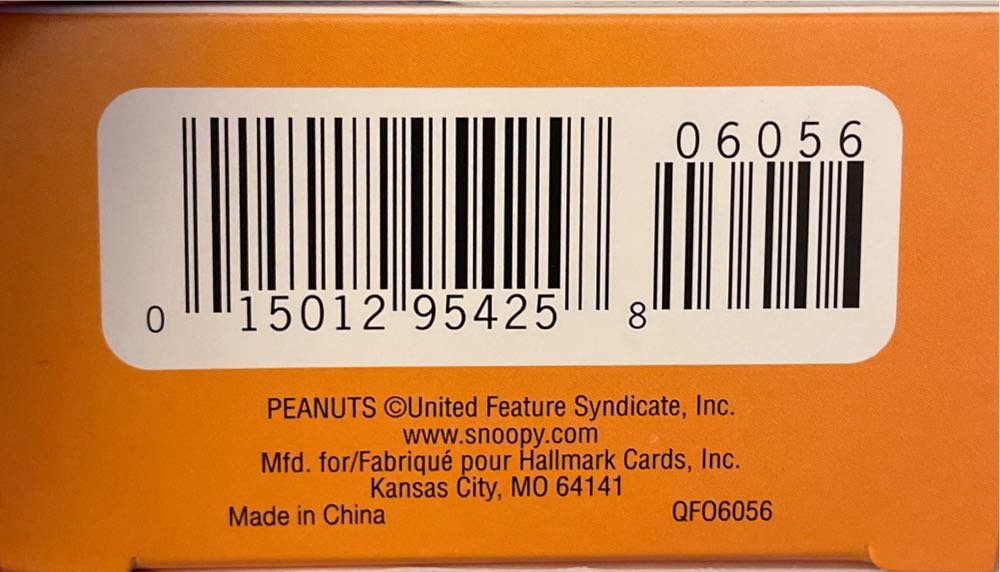 06056
0 15012 95425 8
PEANUTS ©United Feature Syndicate, Inc.
www.snoopy.com
Mfd. for/Fabriqué pour Hallmark Cards, Inc.
Kansas City, MO 64141
Made in China QFO6056